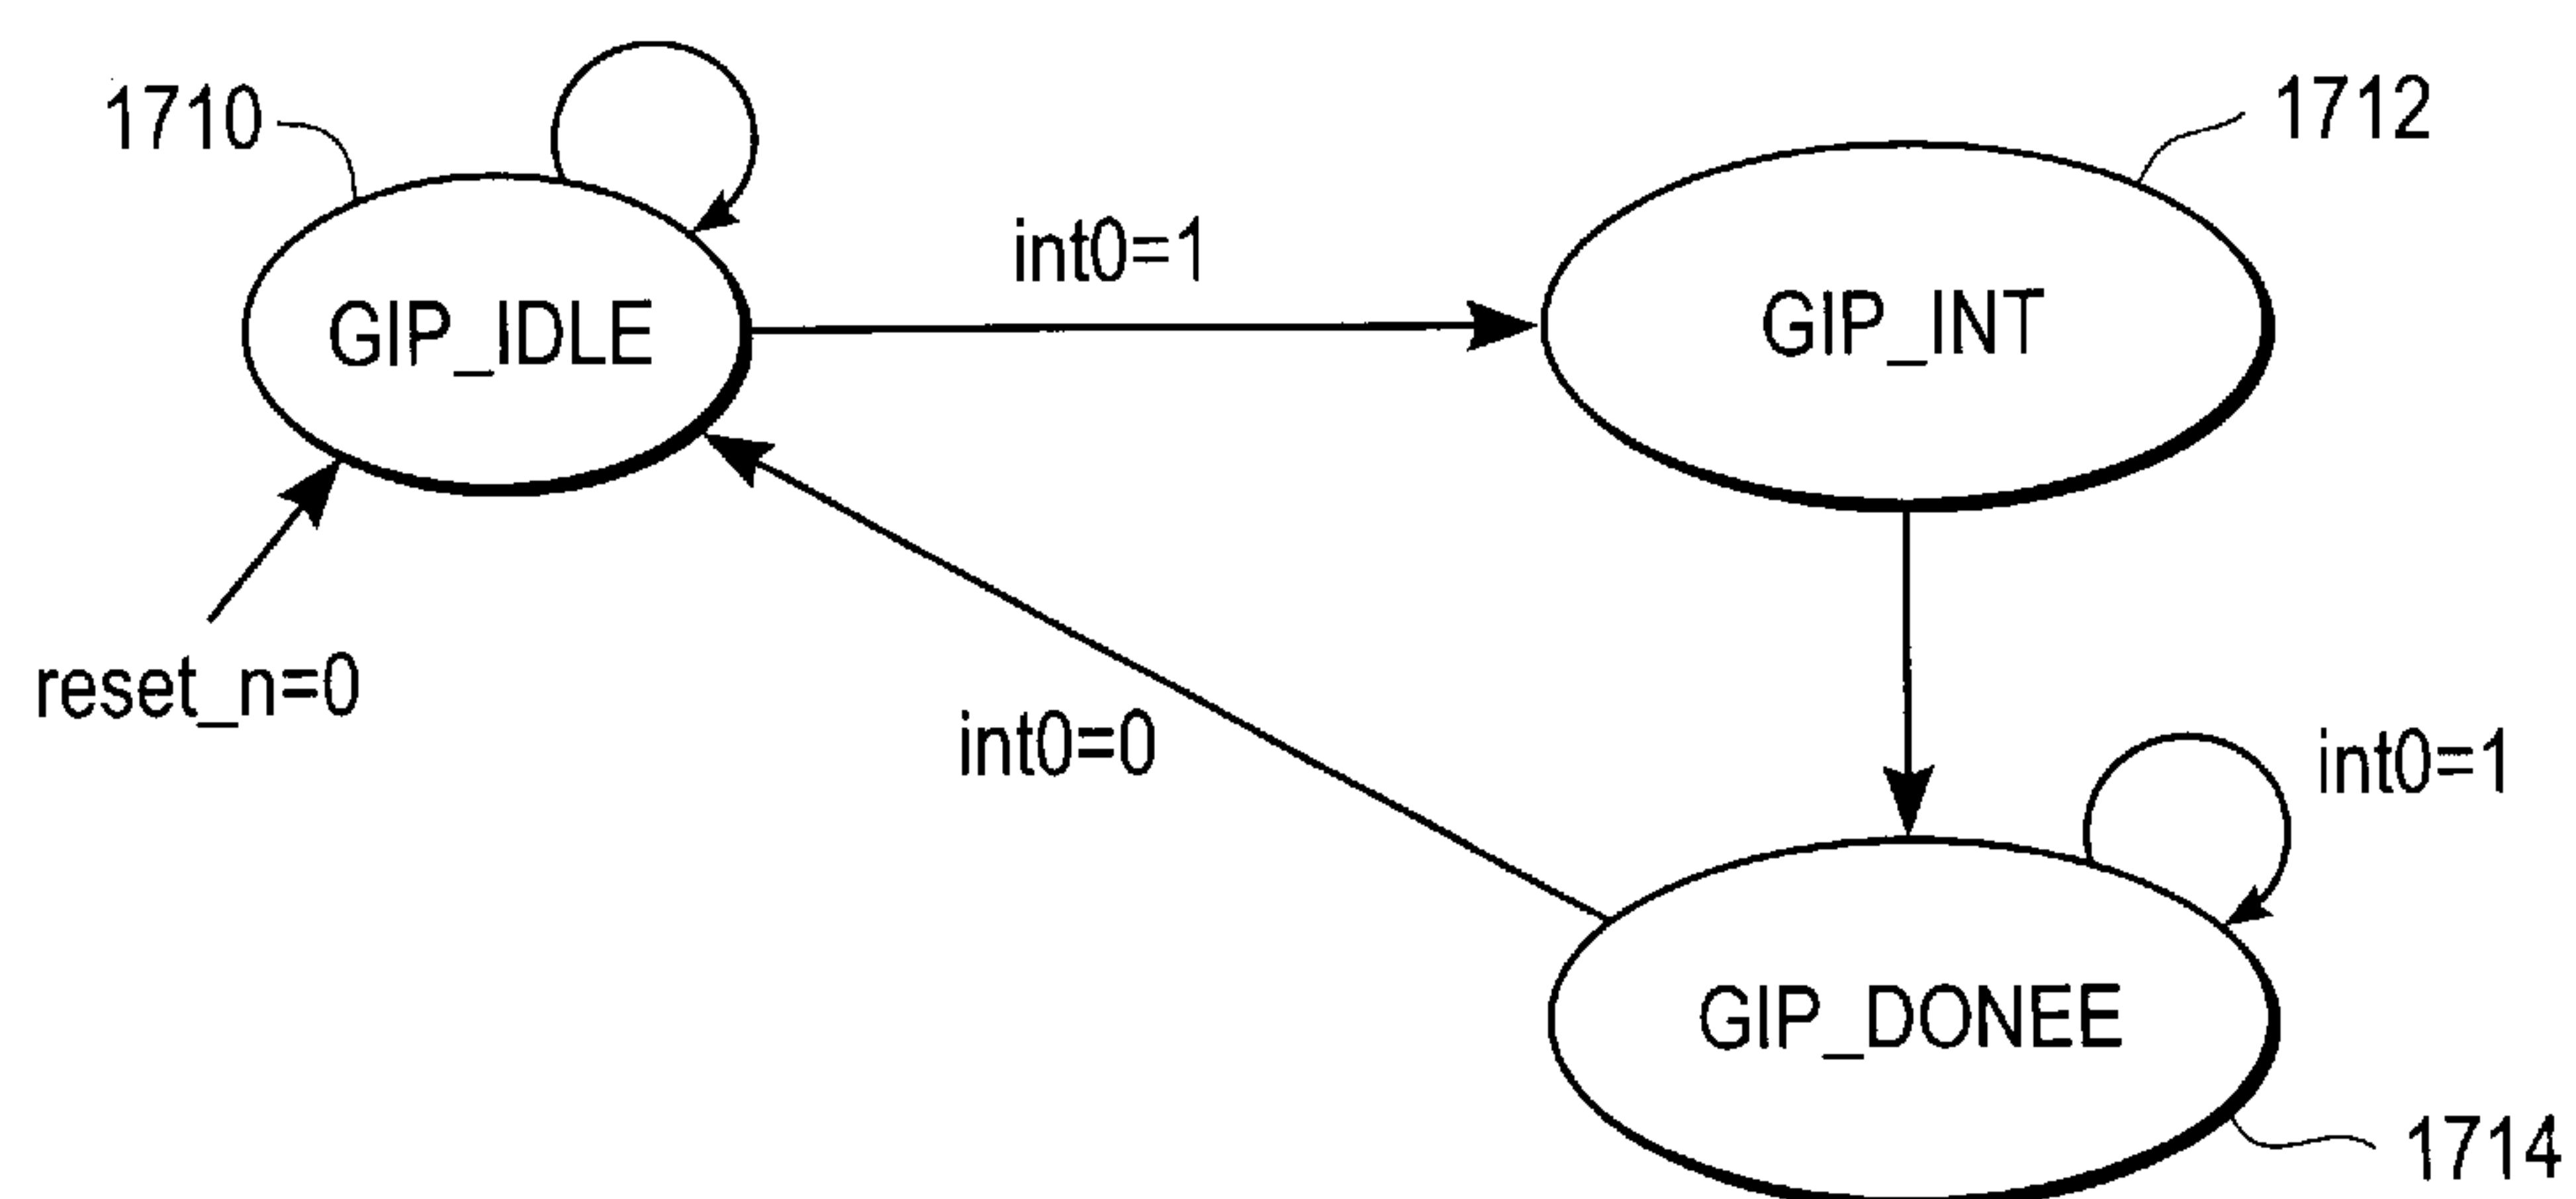 1710
1712
int0=1
GIP_IDLE
GIP_INT
reset_n=0
int0=0
int0=1
GIP_DONEE
1714